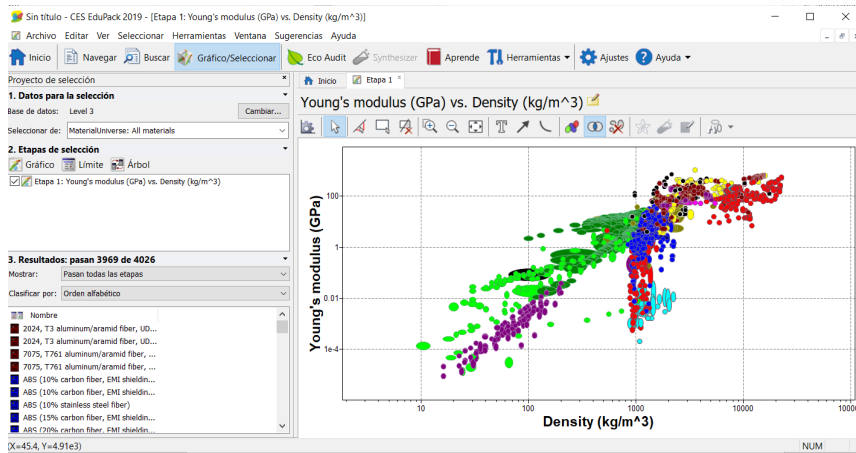 Sin título - CES EduPack 2019 - [Etapa 1: Young's modulus (GPa) vs. Density (kg/m^3)]
Archivo Editar Ver Seleccionar Herramientas Ventana Sugerencias Ayuda
Inicio Navegar Buscar Gráfico/Seleccionar Eco Audit Synthesizer Aprende Herramientas Ajustes Ayuda
Proyecto de selección
1. Datos para la selección
Base de datos: Level 3 Cambiar...
Seleccionar de: MaterialUniverse: All materials
2. Etapas de selección
Gráfico Límite Árbol
Etapa 1: Young's modulus (GPa) vs. Density (kg/m^3)
3. Resultados: pasan 3969 de 4026
Mostrar: Pasan todas las etapas
Clasificar por: Orden alfabético
Nombre
2024, T3 aluminum/aramid fiber, UD...
2024, T3 aluminum/aramid fiber, UD...
7075, T761 aluminum/aramid fiber, ...
7075, T761 aluminum/aramid fiber, ...
ABS (10% carbon fiber, EMI shieldin...
ABS (10% carbon fiber, EMI shieldin...
ABS (10% stainless steel fiber)
ABS (15% carbon fiber, EMI shieldin...
ABS (20% carbon fiber, EMI shieldin...
Inicio Etapa 1
Young's modulus (GPa) vs. Density (kg/m^3)
Young's modulus (GPa)
100
1
0.01
1e-4
10 100 1000 10000 10000
Density (kg/m^3)
(X=45.4, Y=4.91e3) NUM